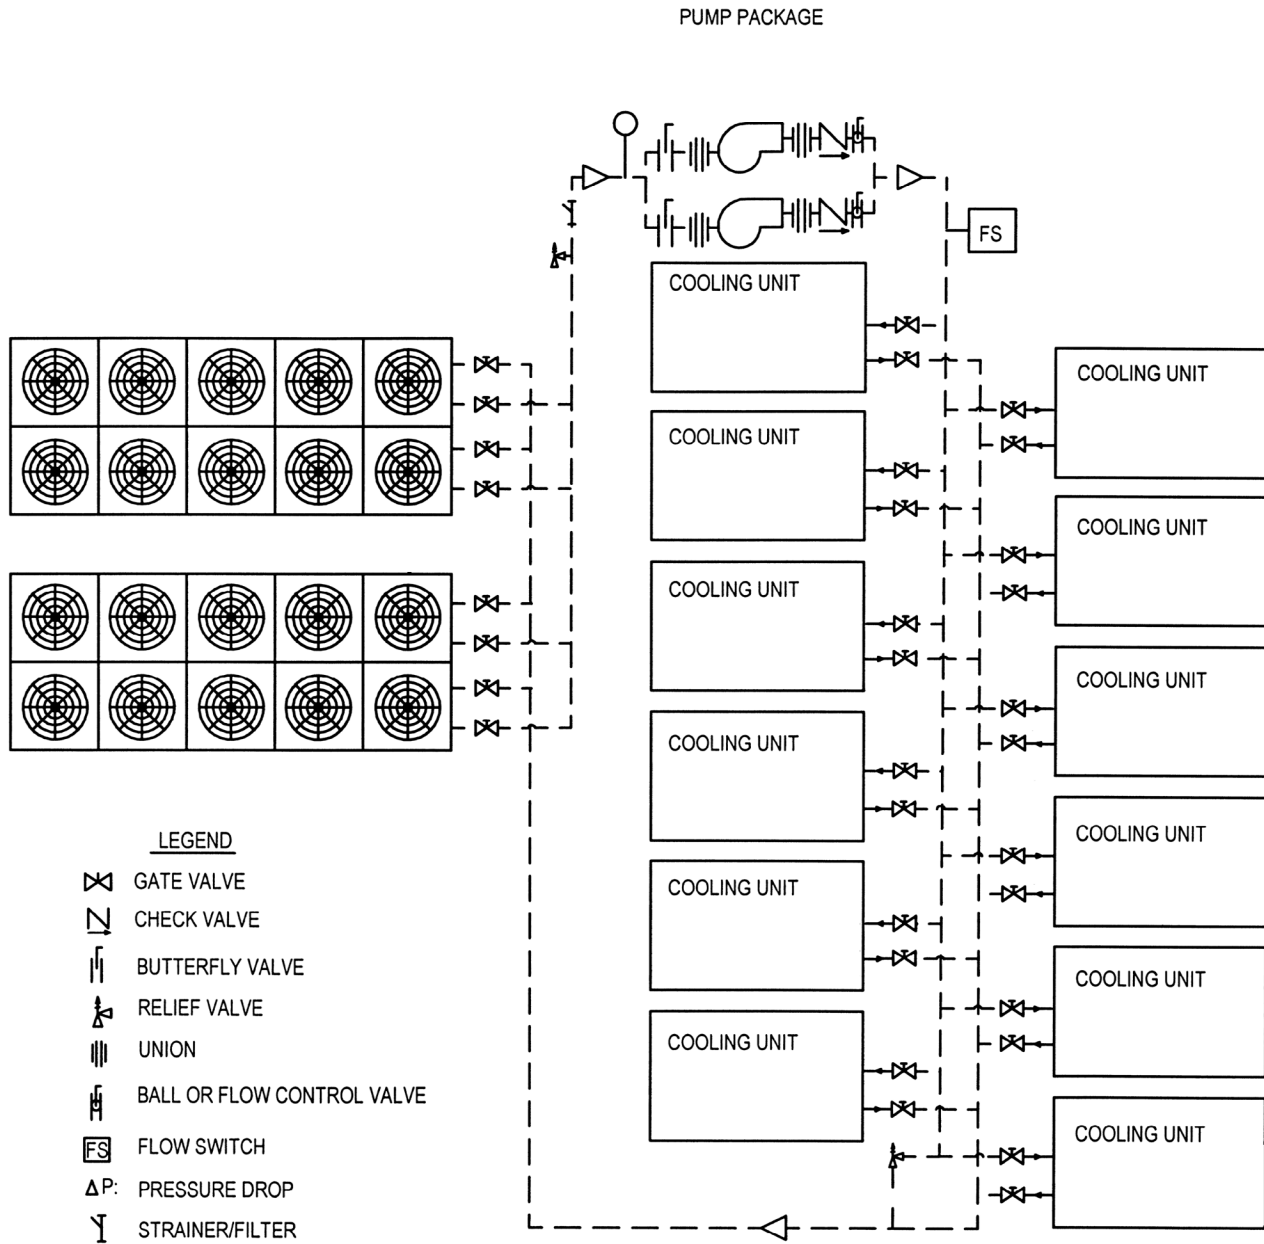 PUMP PACKAGE
FS
COOLING UNIT
COOLING UNIT
COOLING UNIT
COOLING UNIT
COOLING UNIT
COOLING UNIT
COOLING UNIT
COOLING UNIT
COOLING UNIT
COOLING UNIT
COOLING UNIT
COOLING UNIT
LEGEND
GATE VALVE
CHECK VALVE
BUTTERFLY VALVE
RELIEF VALVE
UNION
BALL OR FLOW CONTROL VALVE
FS FLOW SWITCH
ΔP: PRESSURE DROP
STRAINER/FILTER